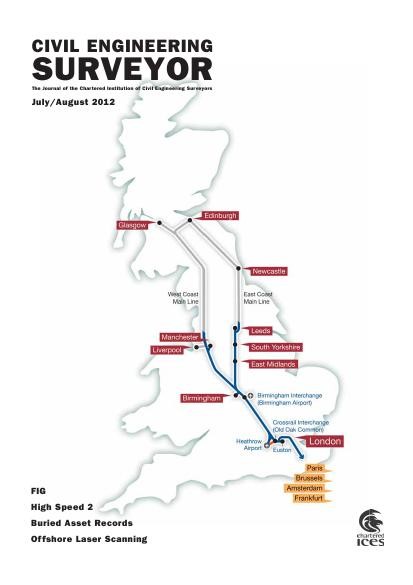 CIVIL ENGINEERING
SURVEYOR
The Journal of the Chartered Institution of Civil Engineering Surveyors
July/August 2012
Edinburgh
Glasgow
Newcastle
West Coast
Main Line
East Coast
Main Line
Leeds
Manchester
South Yorkshire
Liverpool
East Midlands
Birmingham
Birmingham Interchange
(Birmingham Airport)
Crossrail Interchange
(Old Oak Common)
London
Heathrow
Airport
Euston
Paris
Brussels
Amsterdam
Frankfurt
FIG
High Speed 2
Buried Asset Records
Offshore Laser Scanning
chartered
ices